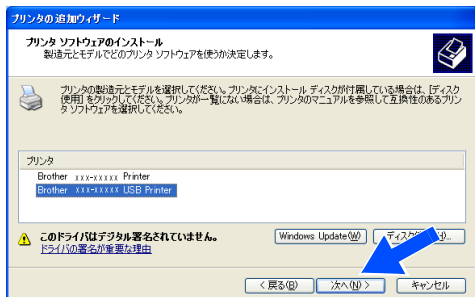 プリンタの追加ウィザード
プリンタ ソフトウェアのインストール
製造元とモデルでどのプリンタ ソフトウェアを使うか決定します。
プリンタの製造元とモデルを選択してください。プリンタにインストール ディスクが付属している場合は、[ディスク
使用] をクリックしてください。プリンタが一覧にない場合は、プリンタのマニュアルを参照して互換性のあるプリン
タ ソフトウェアを選択してください。
プリンタ
Brother xxx-xxxxx Printer
Brother xxx-xxxxx USB Printer
このドライバはデジタル署名されていません。
Windows Update(W) ディスク
ドライバの署名が重要な理由
< 戻る(B) 次へ(N) > キャンセル